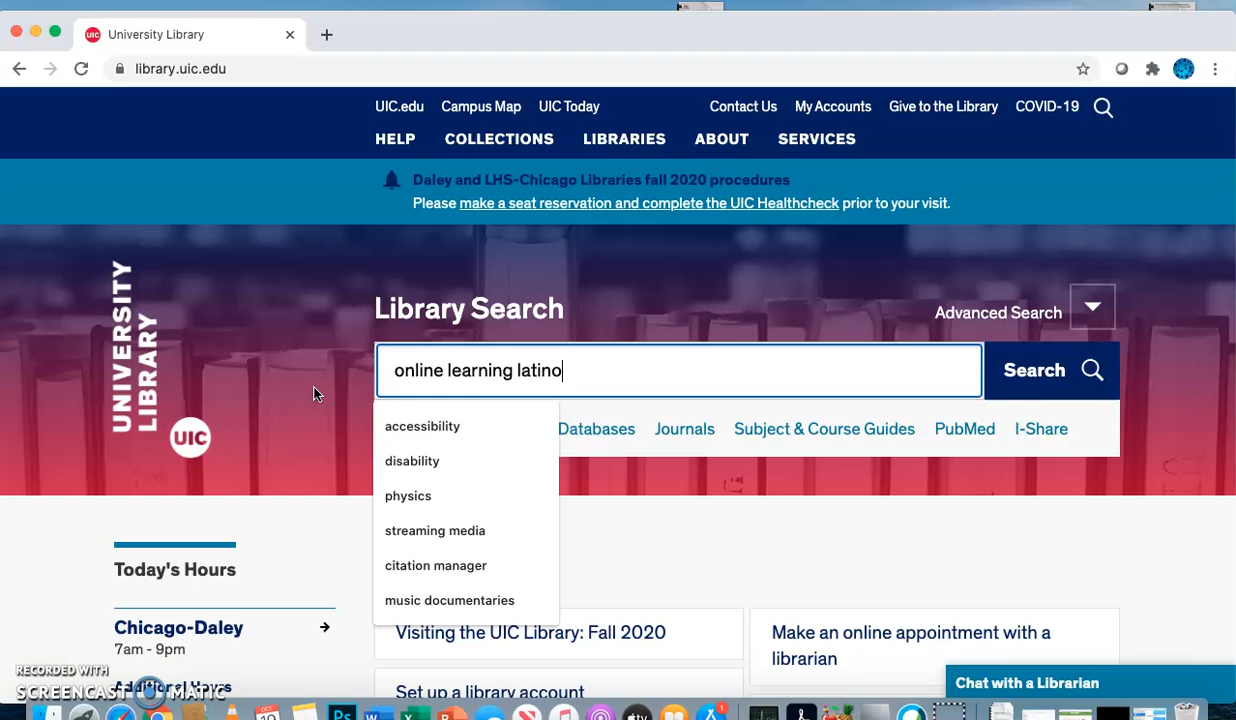 University Library
library.uic.edu
UIC.edu Campus Map UIC Today Contact Us My Accounts Give to the Library COVID-19
HELP COLLECTIONS LIBRARIES ABOUT SERVICES
Daley and LHS-Chicago Libraries fall 2020 procedures
Please make a seat reservation and complete the UIC Healthcheck prior to your visit.
UNIVERSITY
LIBRARY
UIC
Library Search
Advanced Search
online learning latino
Search
Databases Journals Subject & Course Guides PubMed I-Share
accessibility
disability
physics
streaming media
citation manager
music documentaries
Today's Hours
Chicago-Daley
7am - 9pm
Additional Hours
Visiting the UIC Library: Fall 2020
Make an online appointment with a
librarian
Set up a library account
Chat with a Librarian
RECORDED WITH
SCREENCAST MATIC